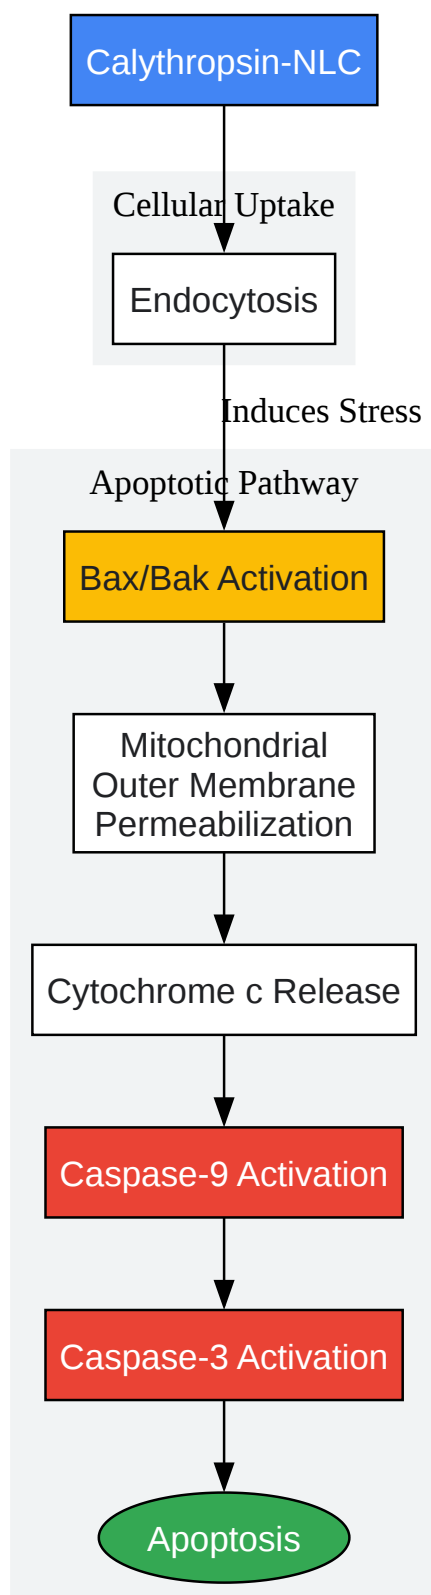 Calythropsin-NLC
Cellular Uptake
Endocytosis
Induces Stress
Apoptotic Pathway
Bax/Bak Activation
Mitochondrial
Outer Membrane
Permeabilization
Cytochrome c Release
Caspase-9 Activation
Caspase-3 Activation
Apoptosis